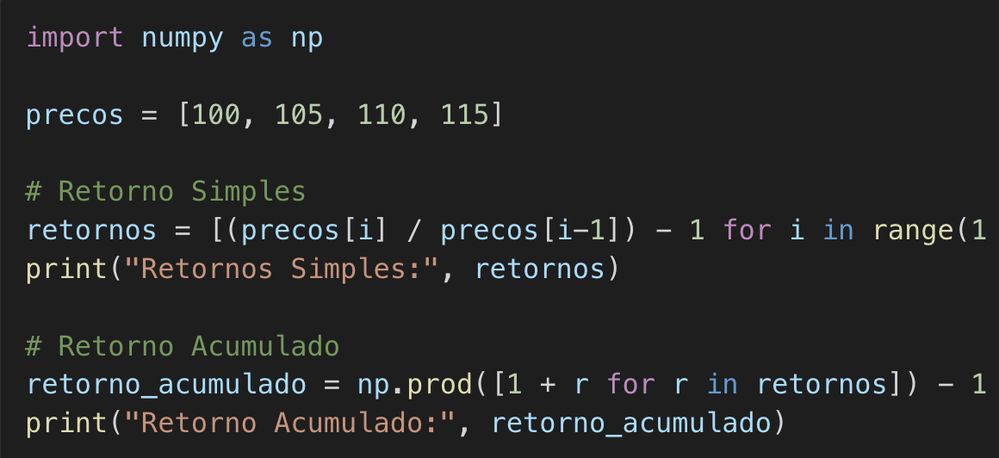 import numpy as np
precos = [100, 105, 110, 115]
# Retorno Simples
retornos = [(precos[i] / precos[i-1]) - 1 for i in range(1
print("Retornos Simples:", retornos)
# Retorno Acumulado
retorno_acumulado = np.prod([1 + r for r in retornos]) - 1
print("Retorno Acumulado:", retorno_acumulado)